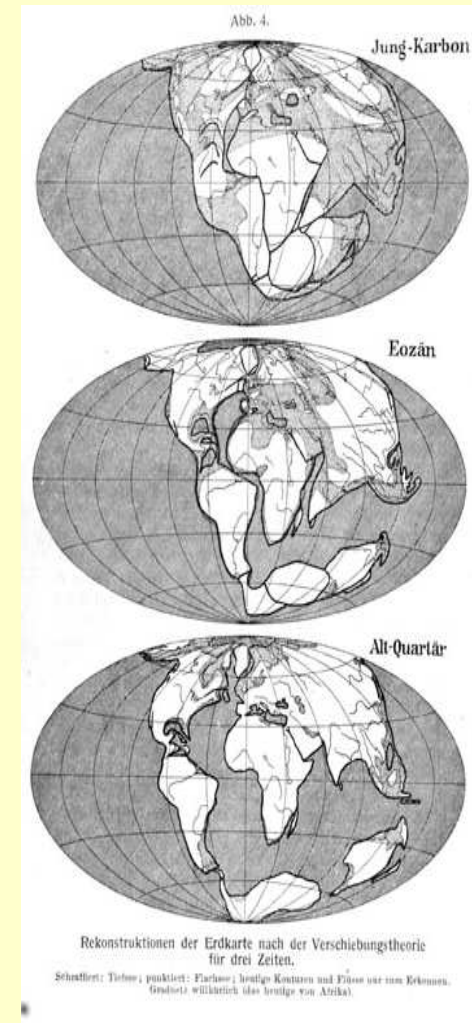 Abb. 4.
Jung-Karbon
Eozän
Alt-Quartär
Rekonstruktionen der Erdkarte nach der Verschiebungstheorie
für drei Zeiten.
Schraffiert: Tiefsee; punktiert: Flachsee; heutige Konturen und Flüsse nur zum Erkennen.
Gradnetz willkürlich (das heutige von Afrika).